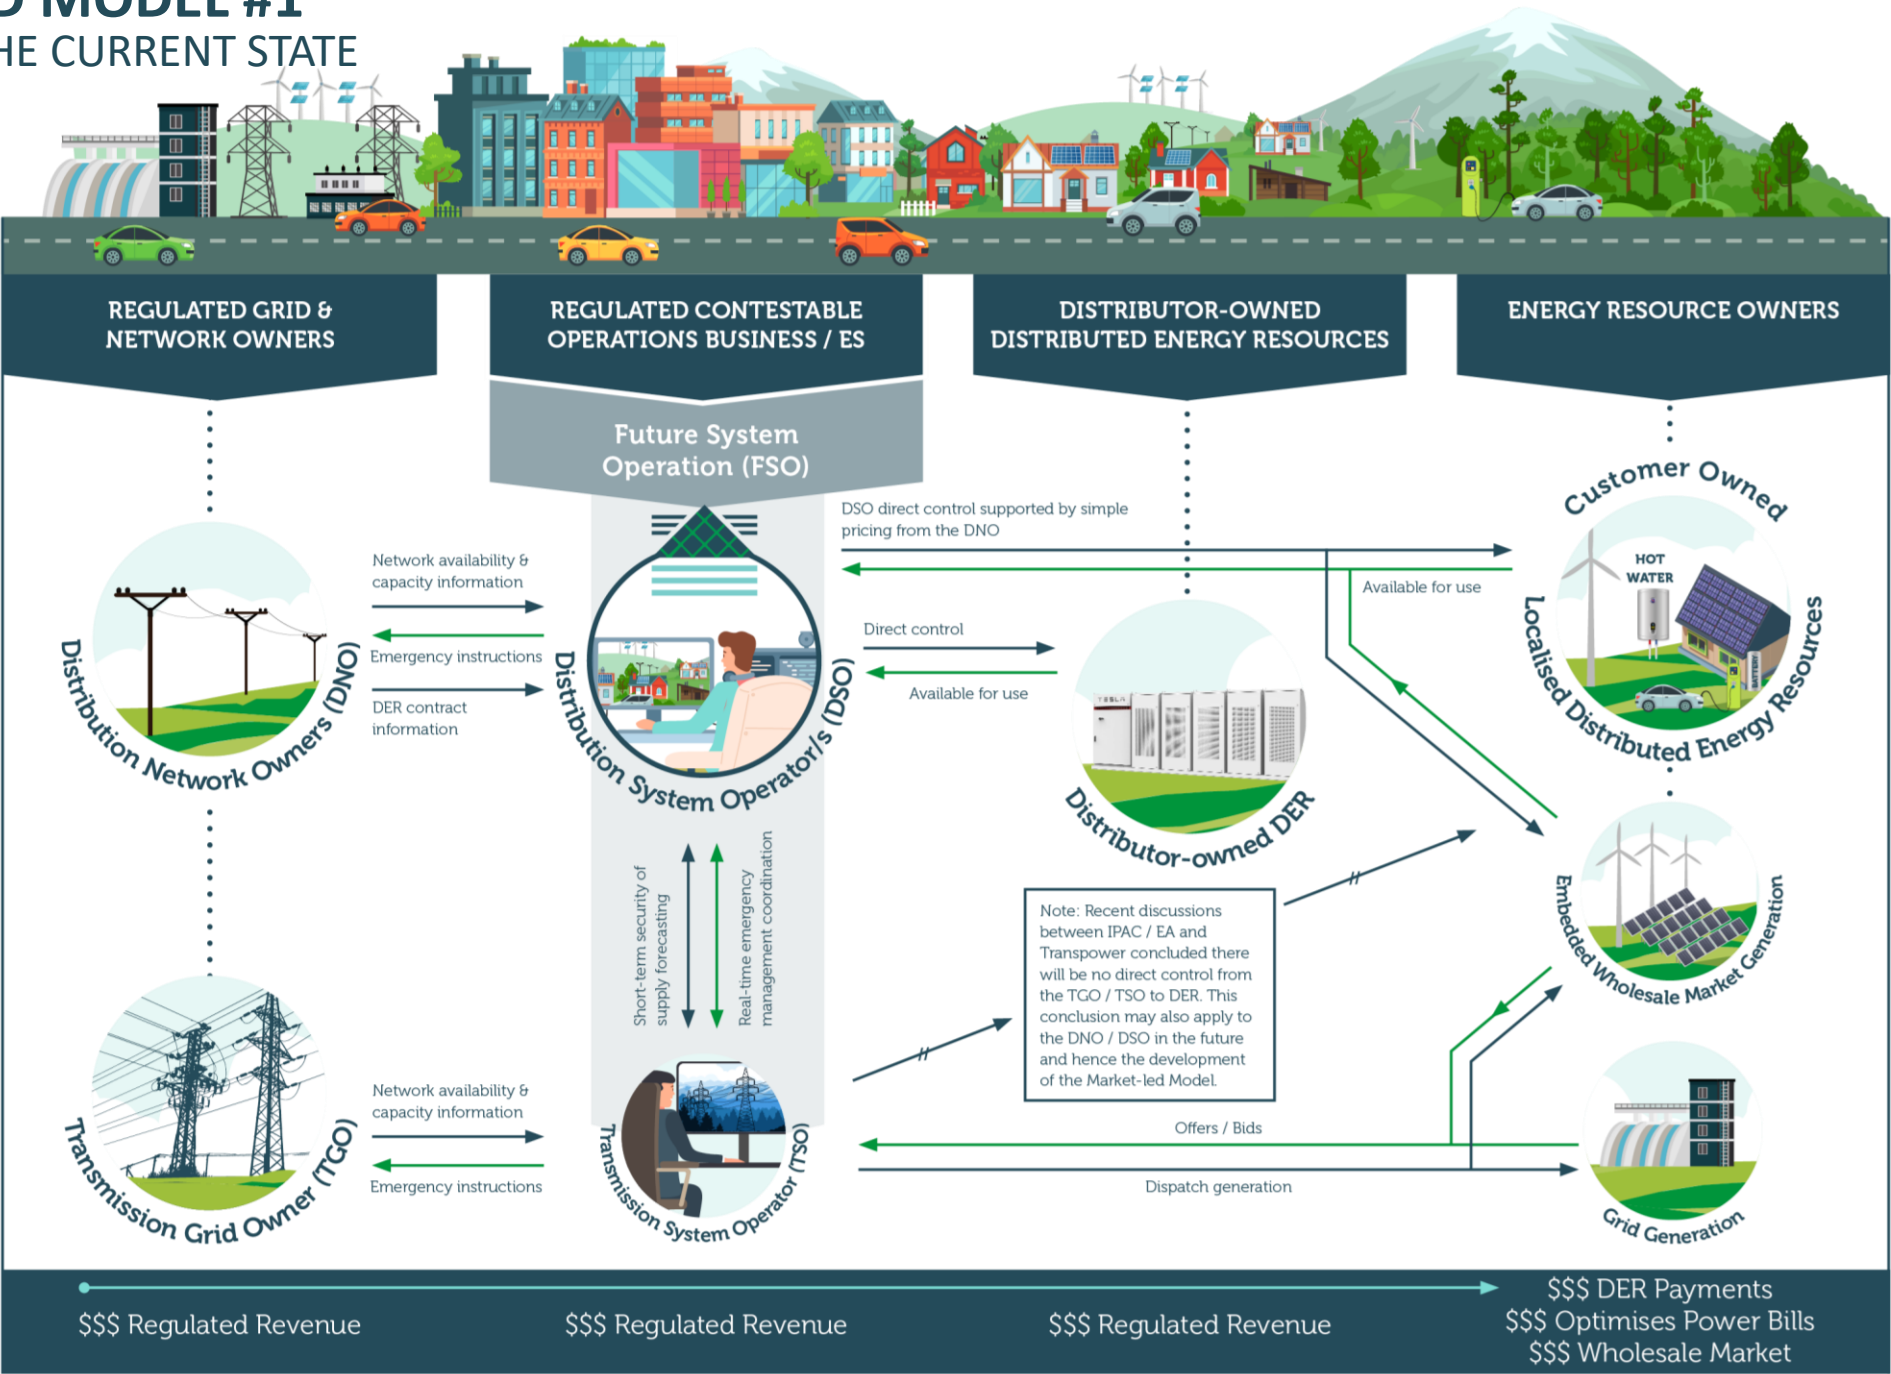 D MODEL #1
HE CURRENT STATE
REGULATED GRID &
NETWORK OWNERS
REGULATED CONTESTABLE
OPERATIONS BUSINESS / ES
DISTRIBUTOR-OWNED
DISTRIBUTED ENERGY RESOURCES
ENERGY RESOURCE OWNERS
Future System
Operation (FSO)
Distribution Network Owners (DNO)
Network availability &
capacity information
Emergency instructions
DER contract
information
Distribution System Operator/s (DSO)
DSO direct control supported by simple
pricing from the DNO
Available for use
Direct control
Available for use
Distributor-owned DER
TESLA
Customer Owned
HOT
WATER
BATTERY
Localised Distributed Energy Resources
Short-term security of
supply forecasting
Real-time emergency
management coordination
Note: Recent discussions
between IPAC / EA and
Transpower concluded there
will be no direct control from
the TGO / TSO to DER. This
conclusion may also apply to
the DNO / DSO in the future
and hence the development
of the Market-led Model.
Embedded Wholesale Market Generation
Transmission Grid Owner (TGO)
Network availability &
capacity information
Emergency instructions
Transmission System Operator (TSO)
Offers / Bids
Dispatch generation
Grid Generation
$$$ Regulated Revenue
$$$ Regulated Revenue
$$$ Regulated Revenue
$$$ DER Payments
$$$ Optimises Power Bills
$$$ Wholesale Market